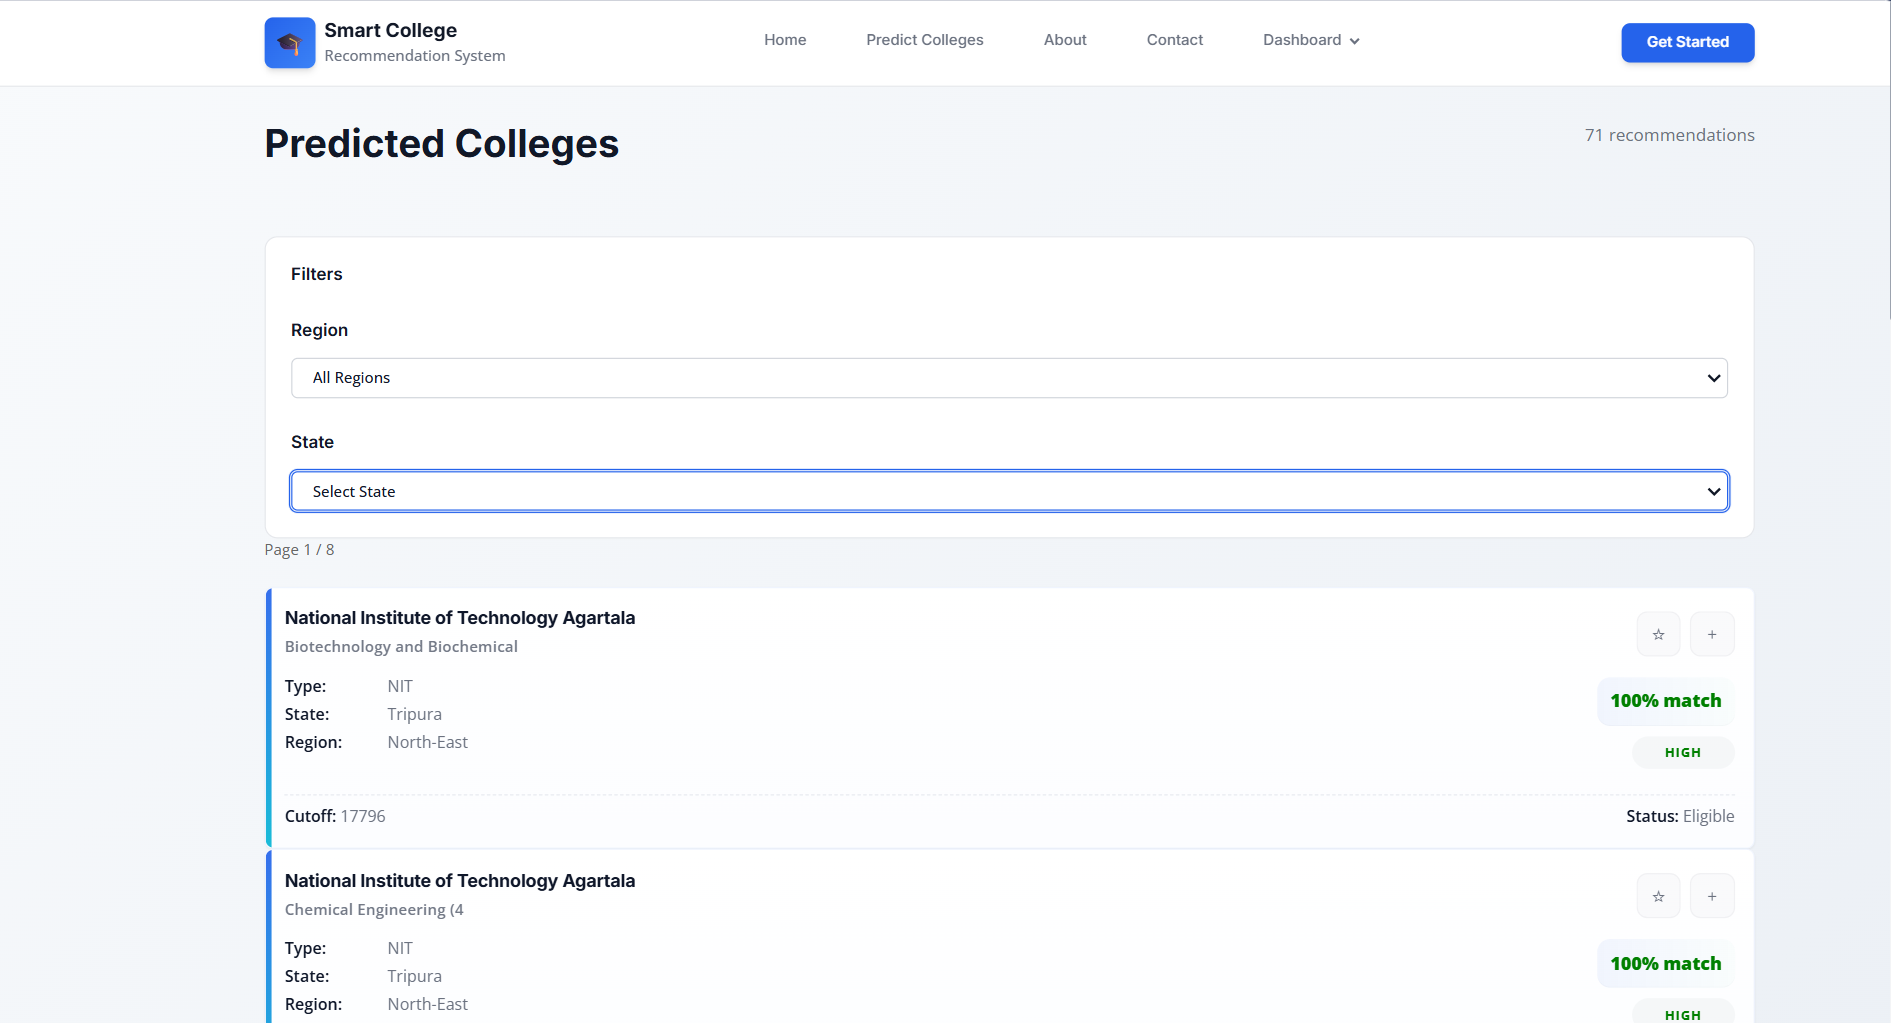 Smart College
Recommendation System
Home
Predict Colleges
About
Contact
Dashboard
Get Started
Predicted Colleges
71 recommendations
Filters
Region
All Regions
State
Select State
Page 1 / 8
National Institute of Technology Agartala
Biotechnology and Biochemical
☆ +
Type: NIT
State: Tripura
Region: North-East
100% match
HIGH
Cutoff: 17796
Status: Eligible
National Institute of Technology Agartala
Chemical Engineering (4
☆ +
Type: NIT
State: Tripura
Region: North-East
100% match
HIGH